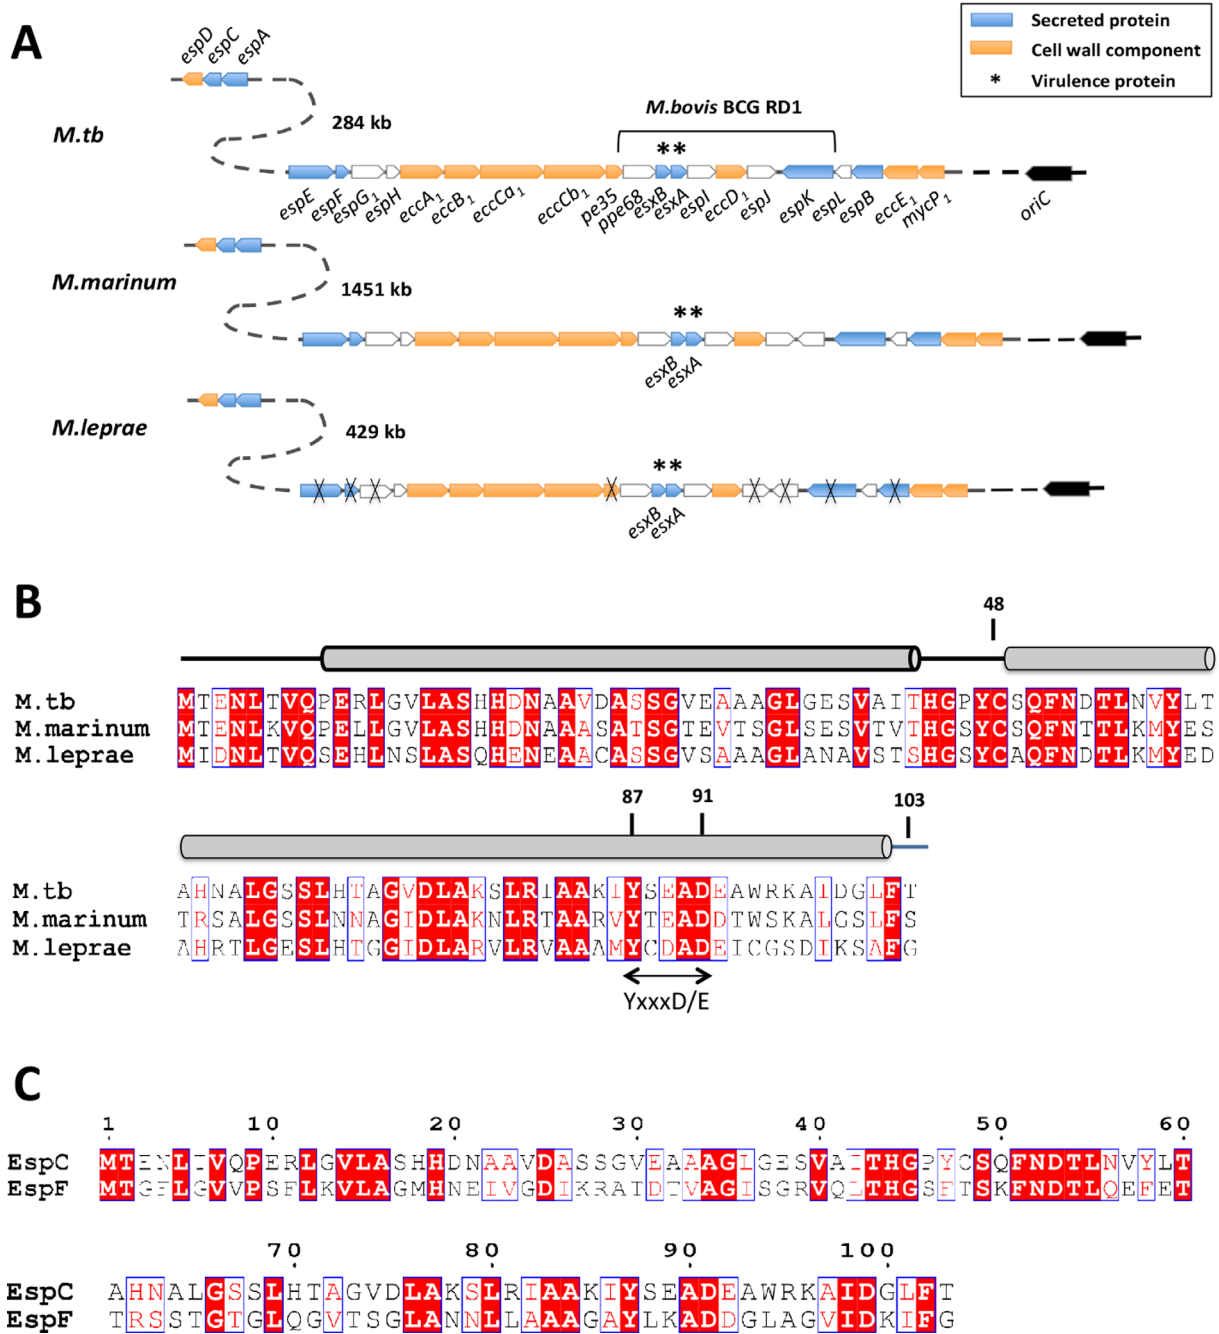 A
espD espC espA
Secreted protein
Cell wall component
* Virulence protein
M.tb
284 kb
M.bovis BCG RD1
**
espE espF espG1 espH eccA1 eccB1 eccCa1 eccCb1 pe35 ppe68 esxB esxA espI eccD1 espJ espK espL espB eccE1 mycP1 oriC
M.marinum
1451 kb
**
esxB esxA
M.leprae
429 kb
**
esxB esxA
B
48
M.tb MTENLTVQPERLGVLASHHDNAAVDASSGVEAAAGLGESVAITHGPYCSQFNDTLNVYLT
M.marinum MTENLKVQPELLGVLASHHDNAAASATSGTEVTSGLSESVTVTHGSYCSQFNTTLKMYES
M.leprae MIDNLTVQSEHLNSLASQHENEAACASSGVSAAAGLANAVSTSHGSYCAQFNDTLKMYED
87 91 103
M.tb AHNALGSSLHTAGVDLAKSLRIAAKIYSEADEAWRKAIDGLFT
M.marinum TRSALGSSLNNAGIDLAKNLRTAARVYTEADDTWSKALGSLFS
M.leprae AHRTLGESLHTGGIDLARVLRVAAAMYCDADEICGSDIKSAFG
YxxxD/E
C
1 10 20 30 40 50 60
EspC MTENLTVQPERLGVLASHHDNAAVDASSGVEAAAGLGESVAITHGPYCSQFNDTLNVYLT
EspF MTGFLGVVPSFLKVLAGMHNEIVGDIKRATDTVAGISGRVQLTHGSFTSKFNDTLQEFET
70 80 90 100
EspC AHNALGSSLHTAGVDLAKSLRIAAKIYSEADEAWRKAIDGLFT
EspF TRSSTGTGLQGVTSGLANNLLAAAGAYLKADDGLAGVIDKIFG